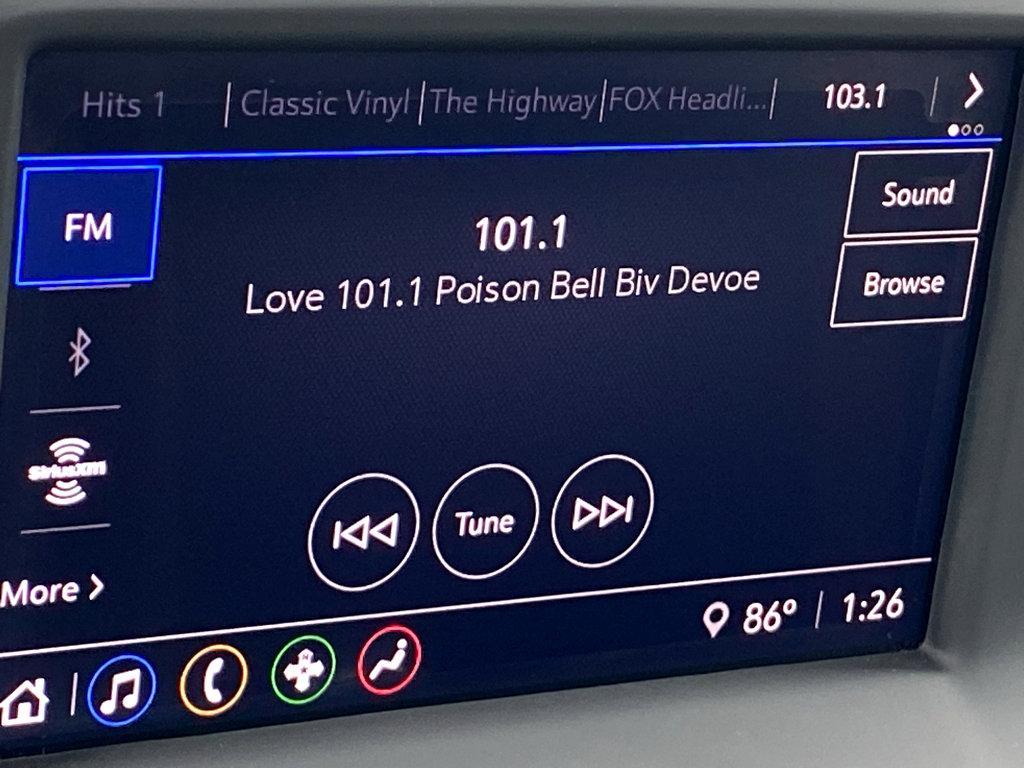 Hits 1 Classic Vinyl The Highway FOX Headli... 103.1
FM
Sound
101.1
Browse
Love 101.1 Poison Bell Biv Devoe
SiriusXM
Tune
More
86° 1:26